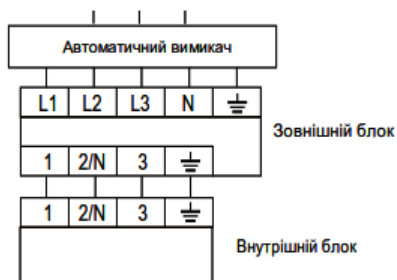 Автоматичний вимикач
L1 L2 L3 N
Зовнішній блок
1 2/N 3
1 2/N 3
Внутрішній блок